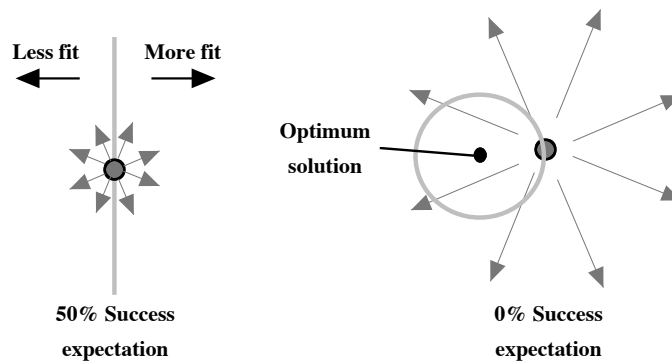 Less fit
More fit
Optimum
solution
50% Success
expectation
0% Success
expectation